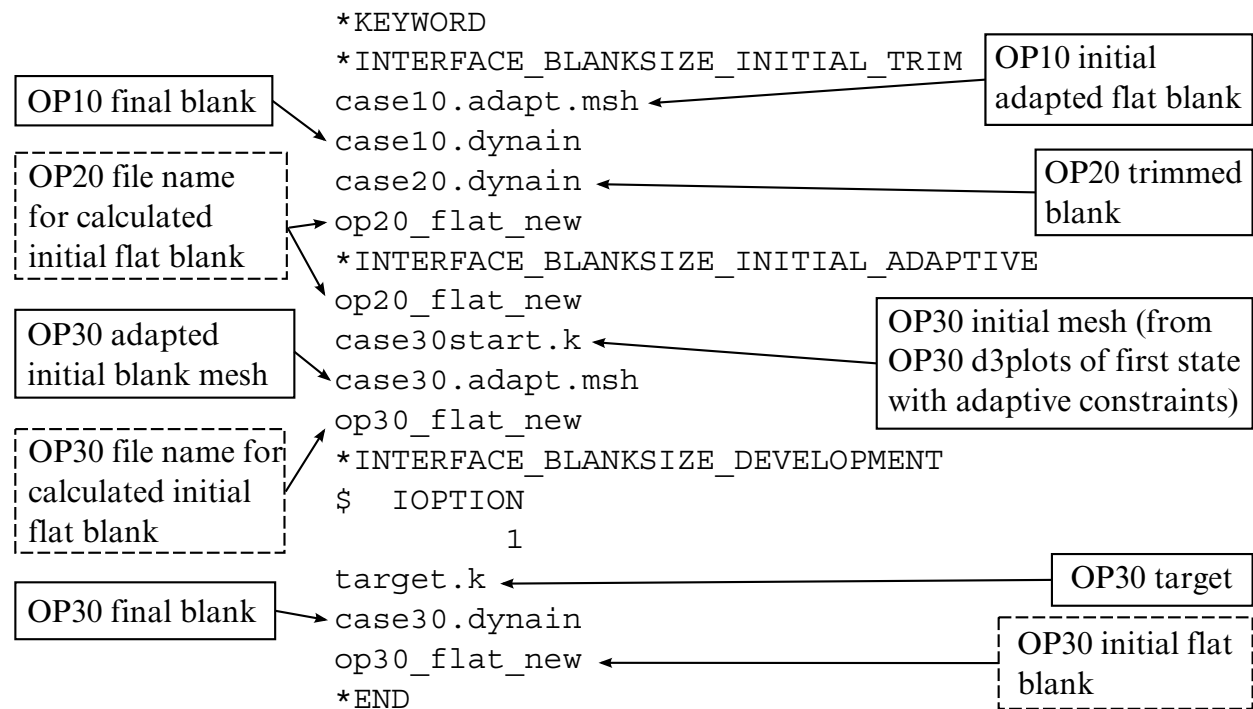 *KEYWORD
*INTERFACE_BLANKSIZE_INITIAL_TRIM
case10.adapt.msh
case10.dynain
case20.dynain
op20_flat_new
*INTERFACE_BLANKSIZE_INITIAL_ADAPTIVE
op20_flat_new
case30start.k
case30.adapt.msh
op30_flat_new
*INTERFACE_BLANKSIZE_DEVELOPMENT
$ IOPTION
1
target.k
case30.dynain
op30_flat_new
*END
OP10 final blank
OP20 file name
for calculated
initial flat blank
OP30 adapted
initial blank mesh
OP30 file name for
calculated initial
flat blank
OP30 final blank
OP10 initial
adapted flat blank
OP20 trimmed
blank
OP30 initial mesh (from
OP30 d3plots of first state
with adaptive constraints)
OP30 target
OP30 initial flat
blank